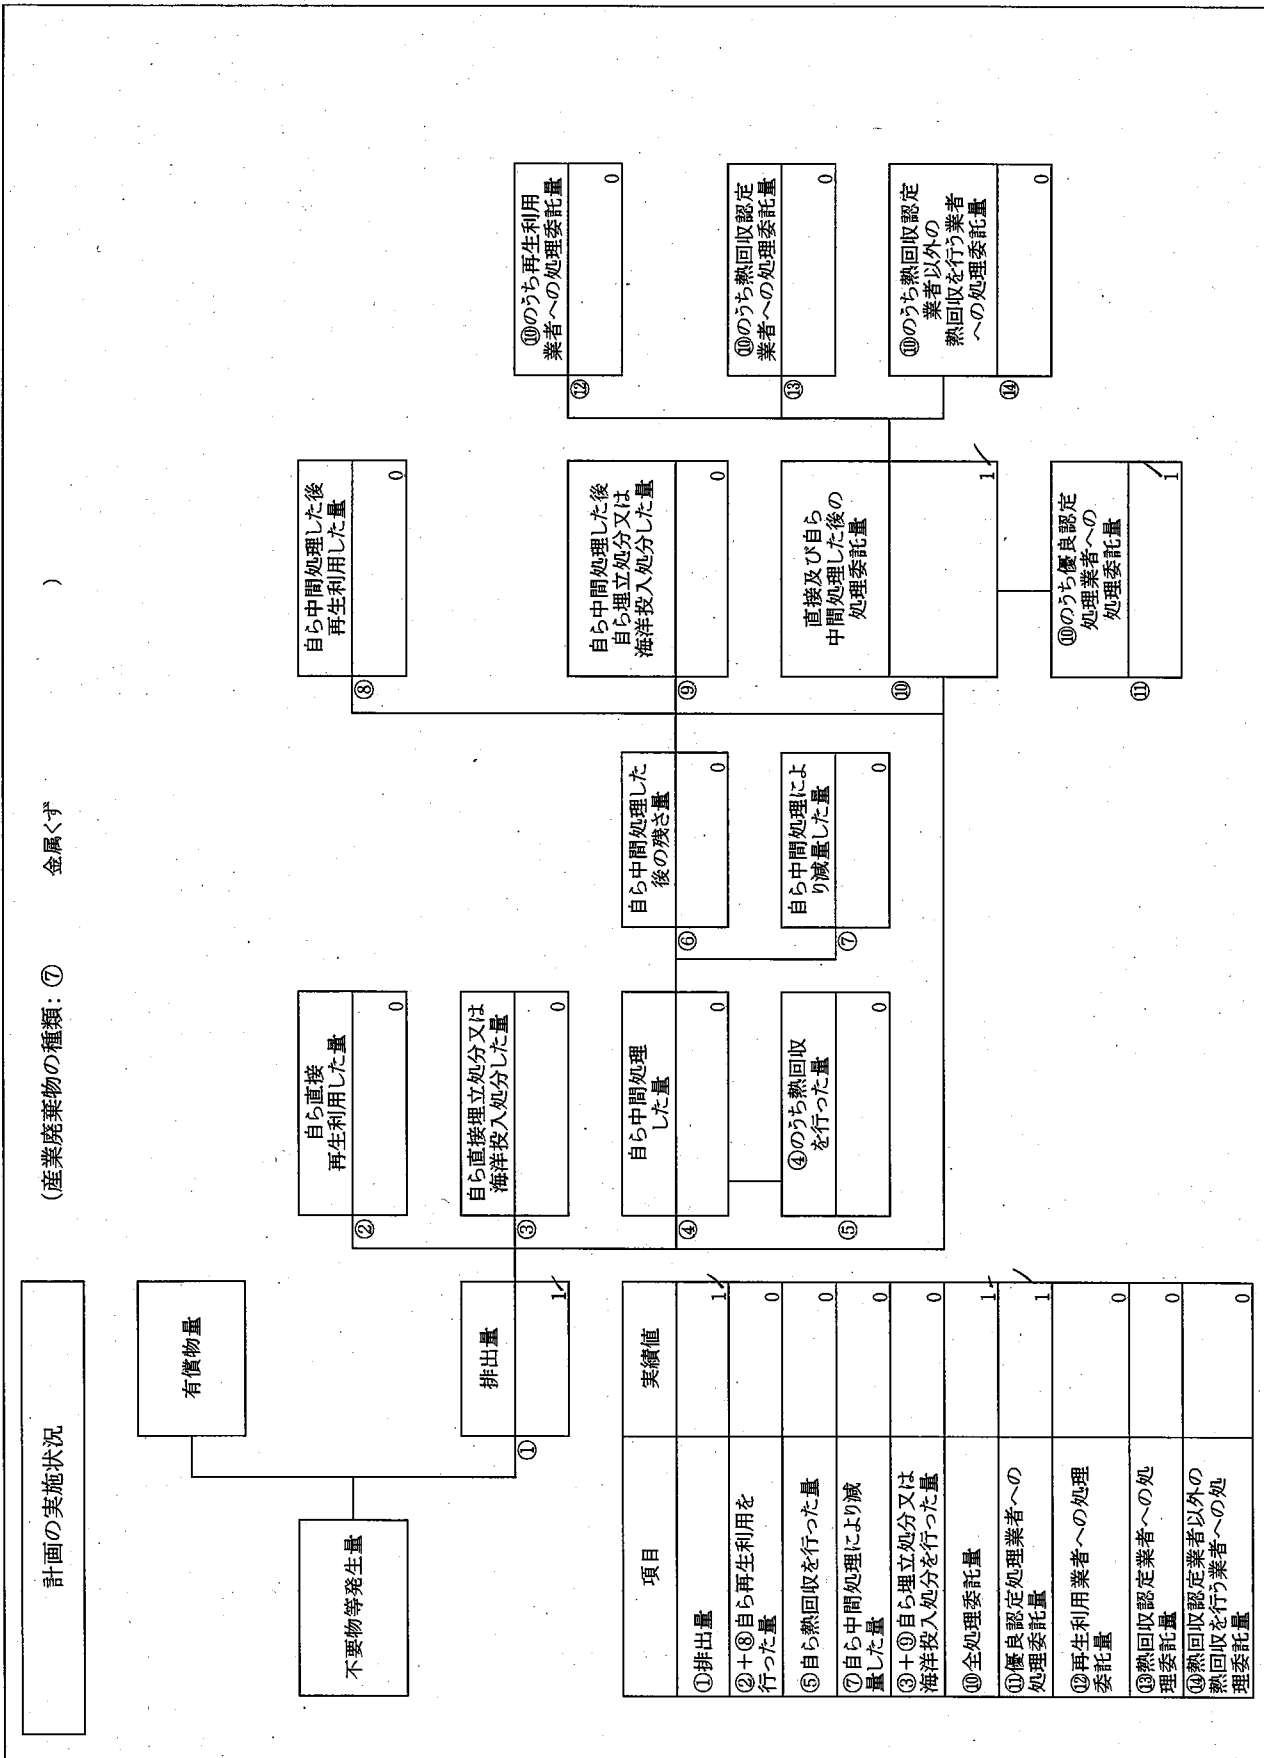 計画の実施状況
(産業廃棄物の種類: ⑦ 金属くず )
不要物等発生量
有償物量
①
排出量
1
②
自ら直接
再生利用した量
0
③
自ら直接埋立処分又は
海洋投入処分した量
0
④
自ら中間処理
した量
0
⑤
④のうち熱回収
を行った量
0
⑥
自ら中間処理した
後の残さ量
0
⑦
自ら中間処理によ
り減量した量
0
⑧
自ら中間処理した後
再生利用した量
0
⑨
自ら中間処理した後
自ら埋立処分又は
海洋投入処分した量
0
⑩
直接及び自ら
中間処理した後の
処理委託量
1
⑪
⑩のうち優良認定
処理業者への
処理委託量
1
⑫
⑩のうち再生利用
業者への処理委託量
0
⑬
⑩のうち熱回収認定
業者への処理委託量
0
⑭
⑩のうち熱回収認定
業者以外の
熱回収を行う業者
への処理委託量
0
項目 実績値
①排出量 1
②+⑧自ら再生利用を
行った量 0
⑤自ら熱回収を行った量 0
⑦自ら中間処理により減
量した量 0
③+⑨自ら埋立処分又は
海洋投入処分を行った量 0
⑩全処理委託量 1
⑪優良認定処理業者への
処理委託量 1
⑫再生利用業者への処理
委託量 0
⑬熱回収認定業者への処
理委託量 0
⑭熱回収認定業者以外の
熱回収を行う業者への処
理委託量 0